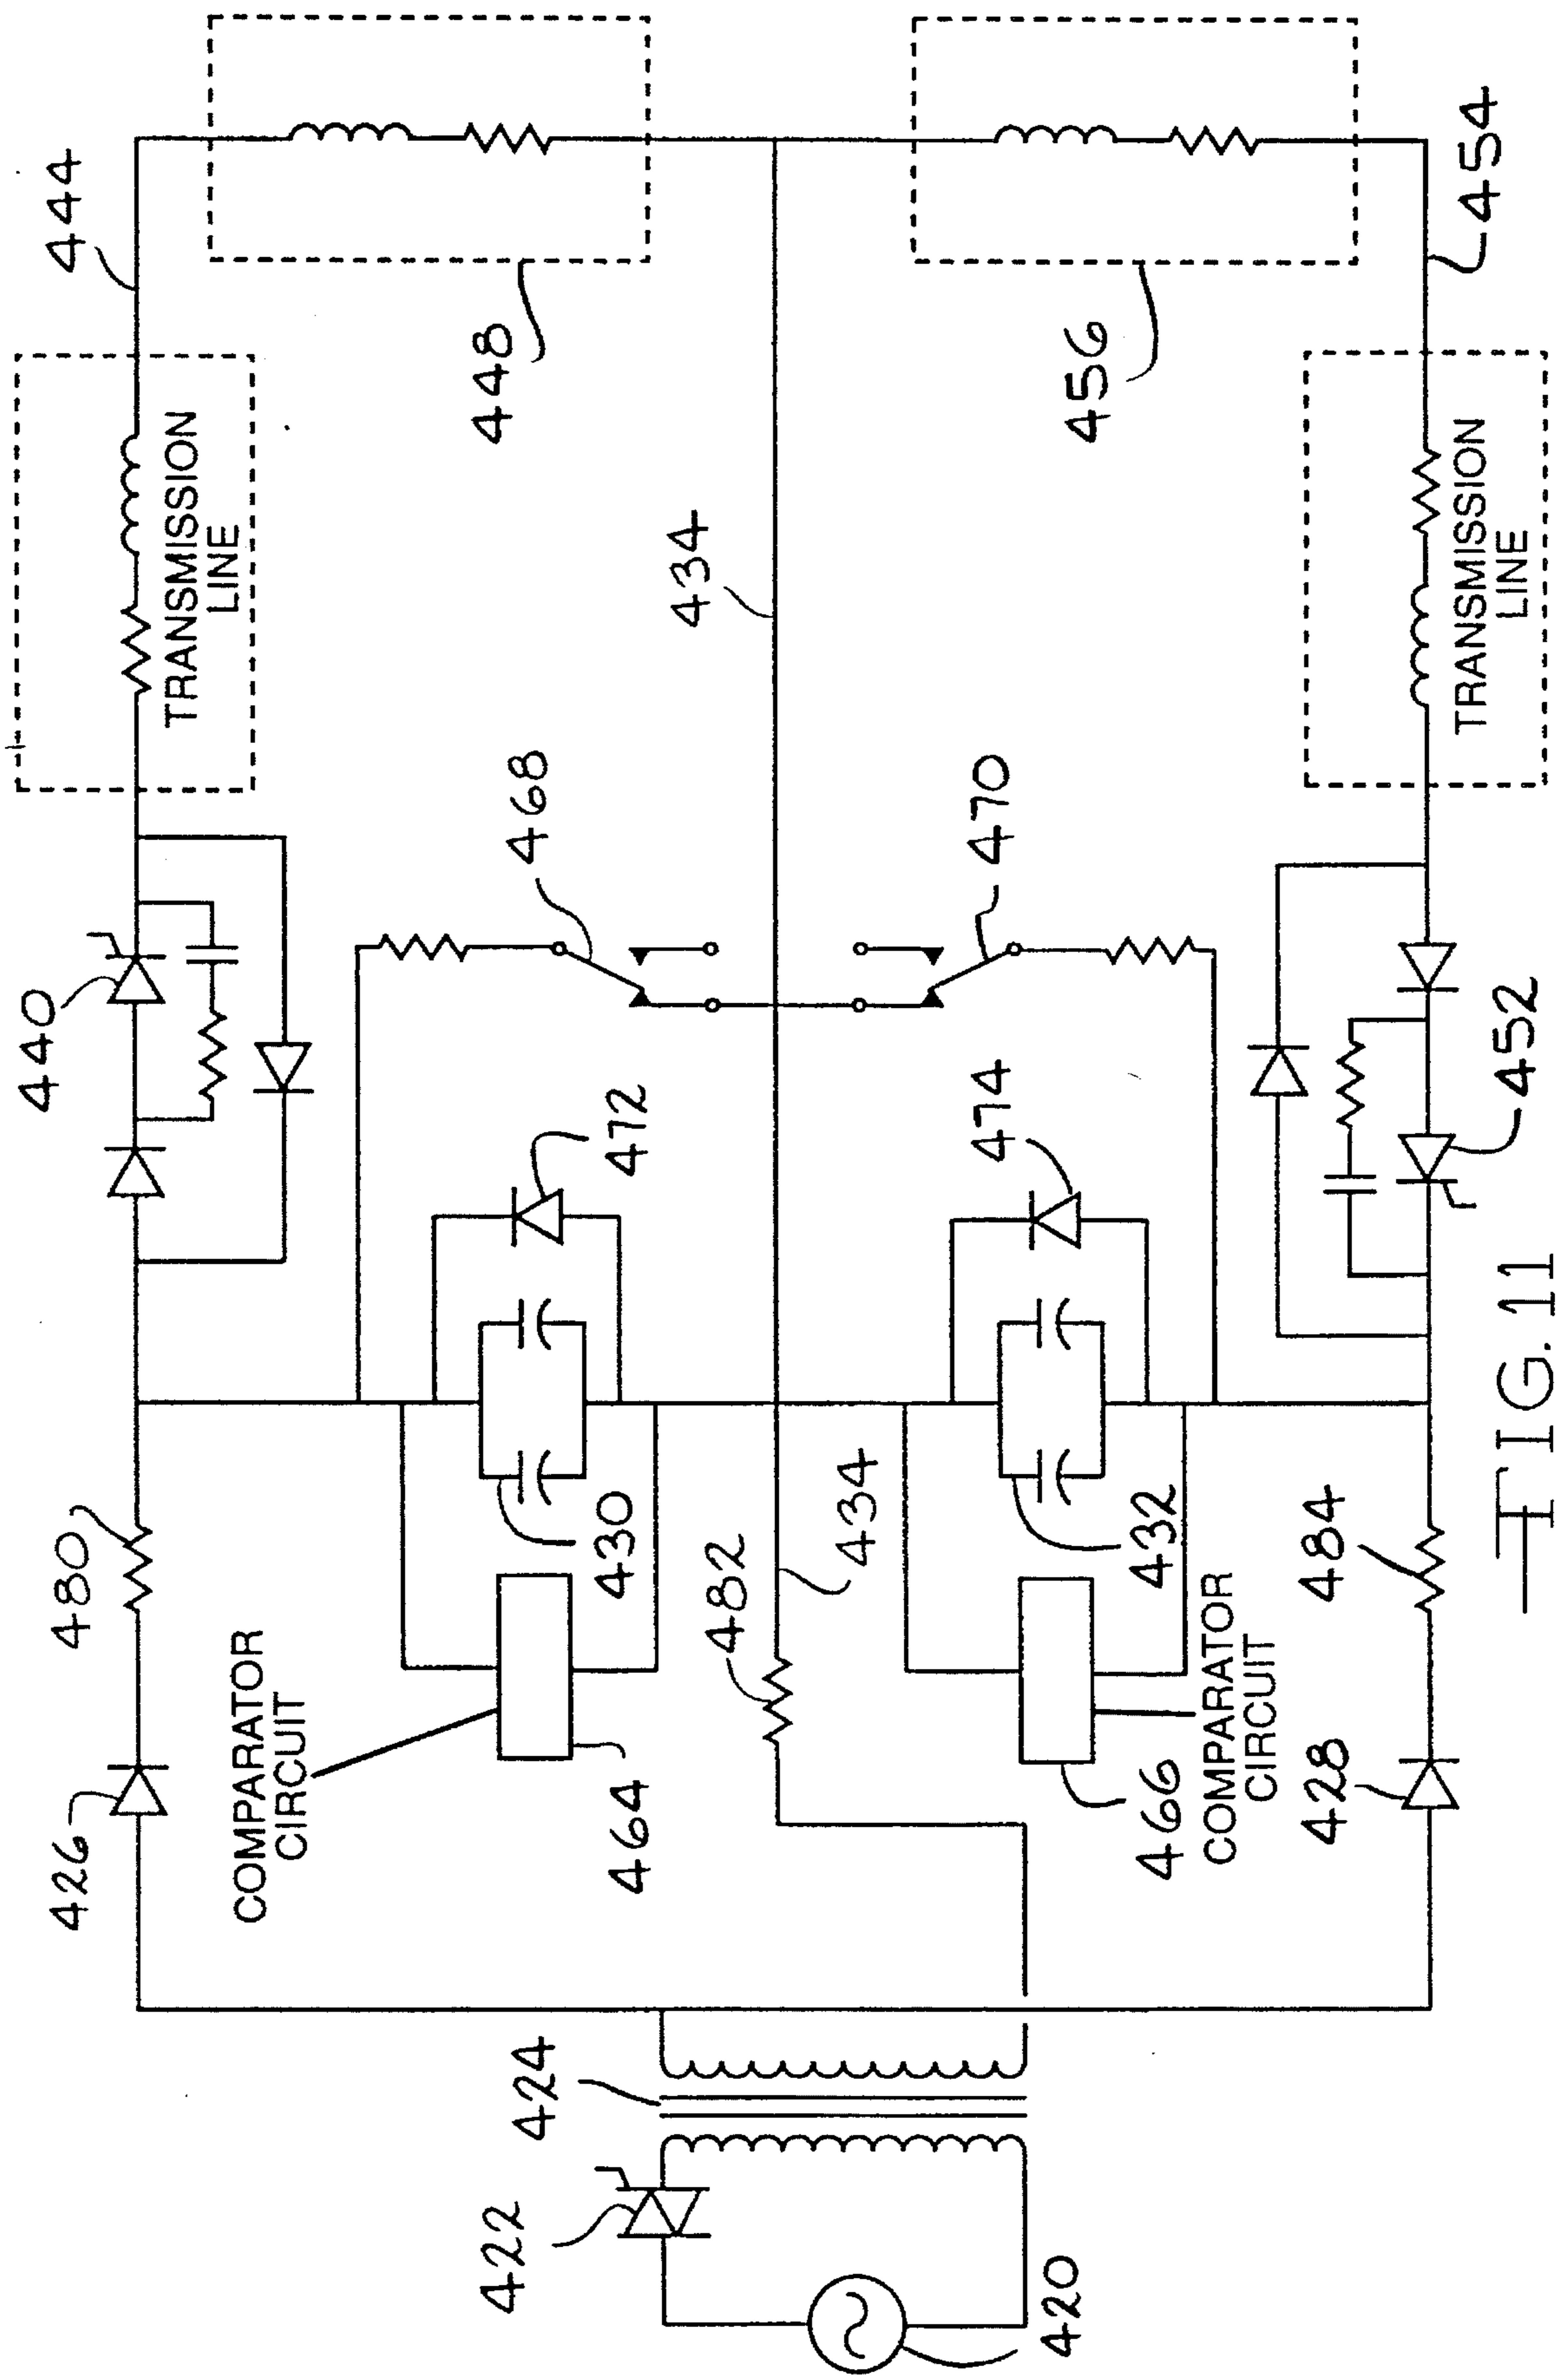 444
TRANSMISSION
LINE
448
434
456
454
TRANSMISSION
LINE
440
468
470
452
472
474
480
430
482
434
432
484
426
COMPARATOR
CIRCUIT
464
466
COMPARATOR
CIRCUIT
428
424
422
420
FIG. 11